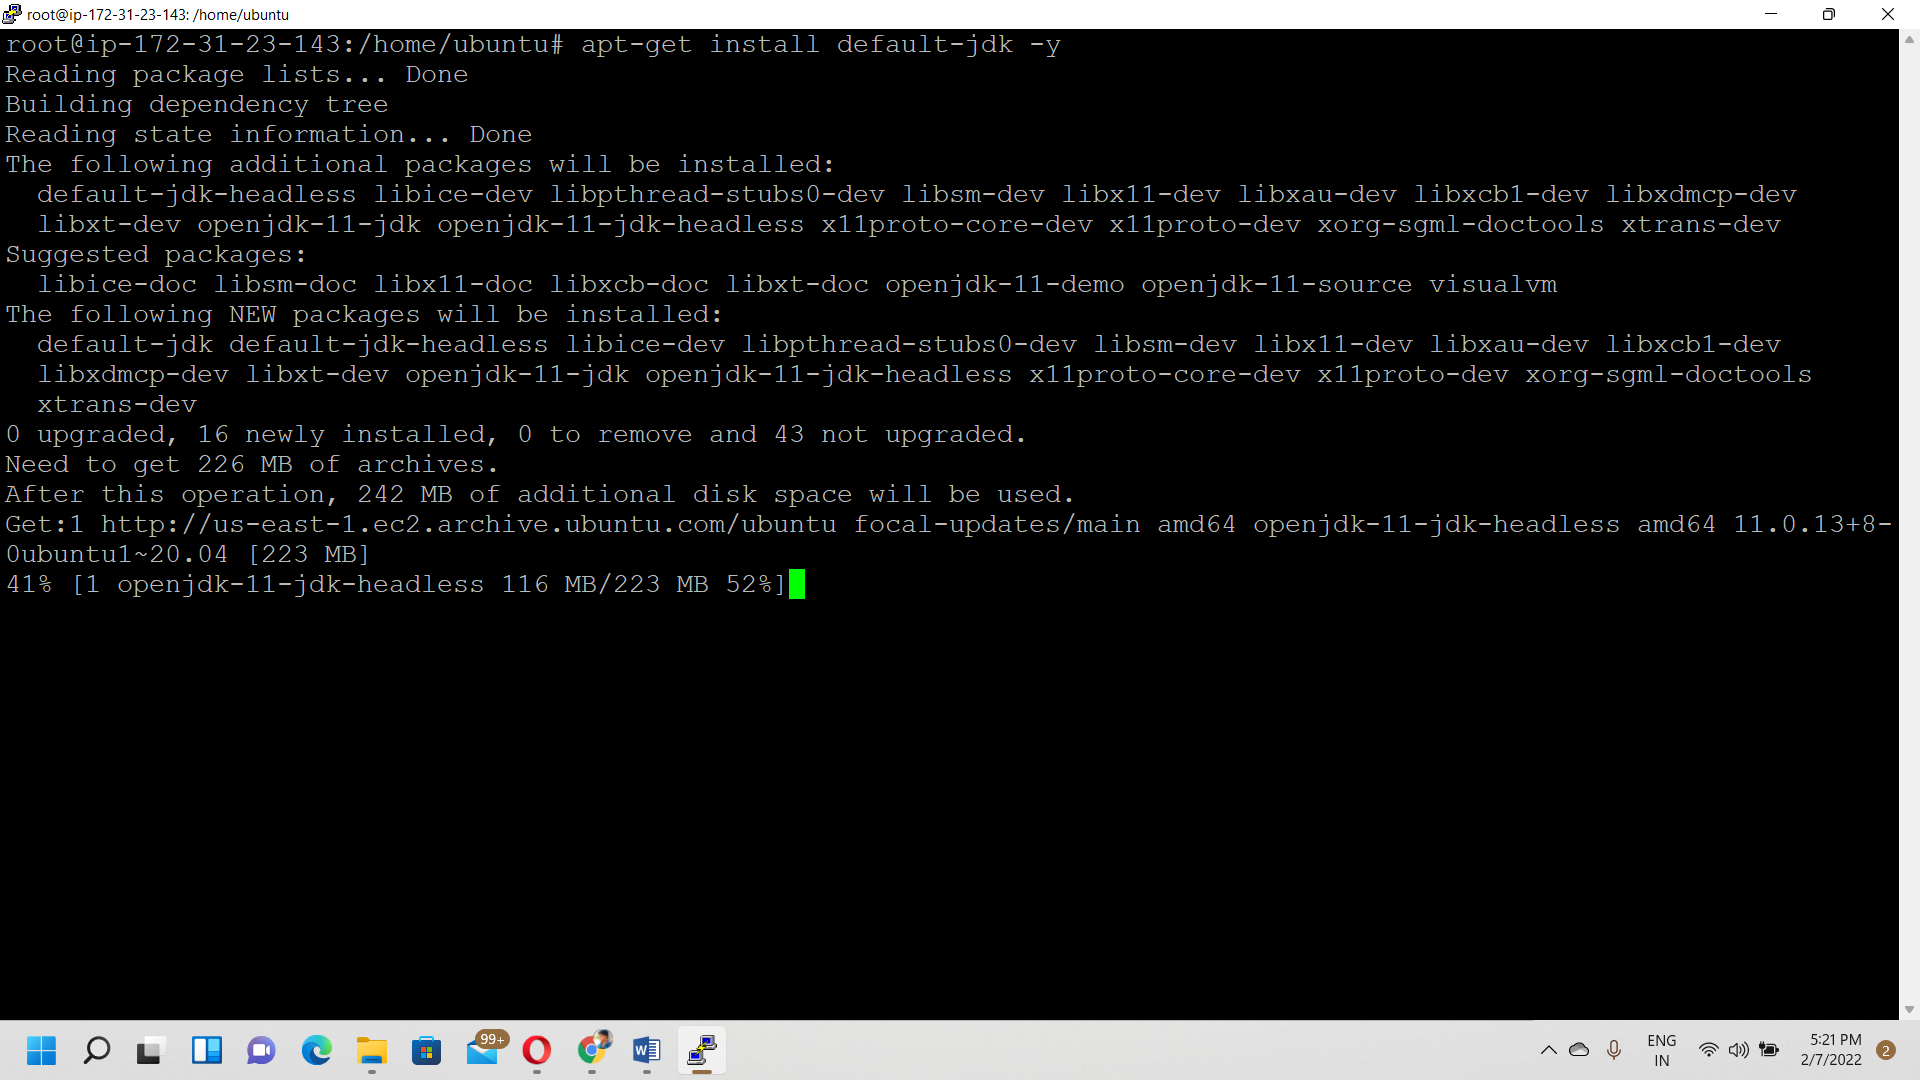 root@ip-172-31-23-143: /home/ubuntu
root@ip-172-31-23-143:/home/ubuntu# apt-get install default-jdk -y
Reading package lists... Done
Building dependency tree
Reading state information... Done
The following additional packages will be installed:
  default-jdk-headless libice-dev libpthread-stubs0-dev libsm-dev libx11-dev libxau-dev libxcb1-dev libxdmcp-dev
  libxt-dev openjdk-11-jdk openjdk-11-jdk-headless x11proto-core-dev x11proto-dev xorg-sgml-doctools xtrans-dev
Suggested packages:
  libice-doc libsm-doc libx11-doc libxcb-doc libxt-doc openjdk-11-demo openjdk-11-source visualvm
The following NEW packages will be installed:
  default-jdk default-jdk-headless libice-dev libpthread-stubs0-dev libsm-dev libx11-dev libxau-dev libxcb1-dev
  libxdmcp-dev libxt-dev openjdk-11-jdk openjdk-11-jdk-headless x11proto-core-dev x11proto-dev xorg-sgml-doctools
  xtrans-dev
0 upgraded, 16 newly installed, 0 to remove and 43 not upgraded.
Need to get 226 MB of archives.
After this operation, 242 MB of additional disk space will be used.
Get:1 http://us-east-1.ec2.archive.ubuntu.com/ubuntu focal-updates/main amd64 openjdk-11-jdk-headless amd64 11.0.13+8-
0ubuntu1~20.04 [223 MB]
41% [1 openjdk-11-jdk-headless 116 MB/223 MB 52%]
99+
W
ENG
IN
5:21 PM
2/7/2022
2